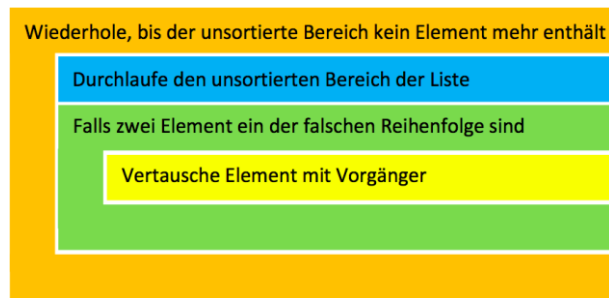 Wiederhole, bis der unsortierte Bereich kein Element mehr enthält
Durchlaufe den unsortierten Bereich der Liste
Falls zwei Element ein der falschen Reihenfolge sind
Vertausche Element mit Vorgänger